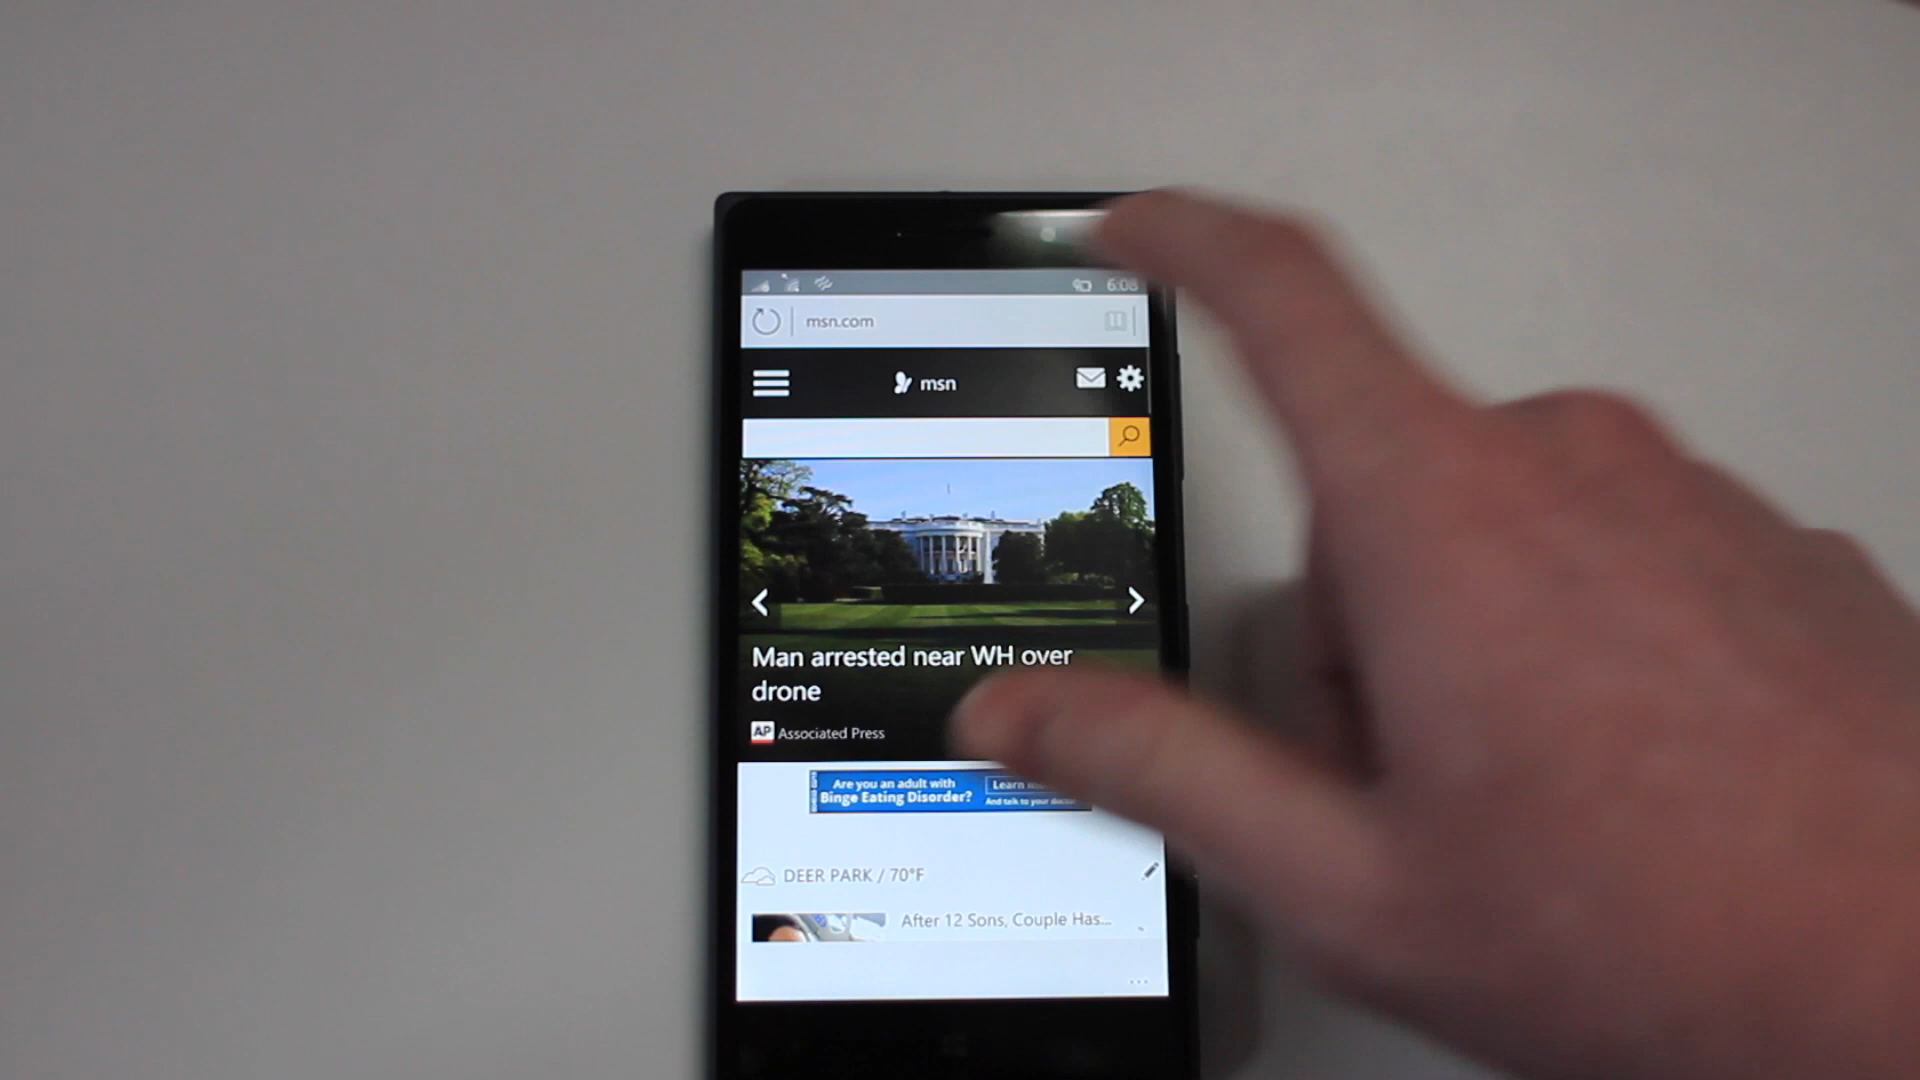 6:08
msn.com
msn
Man arrested near WH over
drone
AP Associated Press
Are you an adult with
Binge Eating Disorder?
Learn
And talk to your doctor
DEER PARK / 70°F
After 12 Sons, Couple Has...